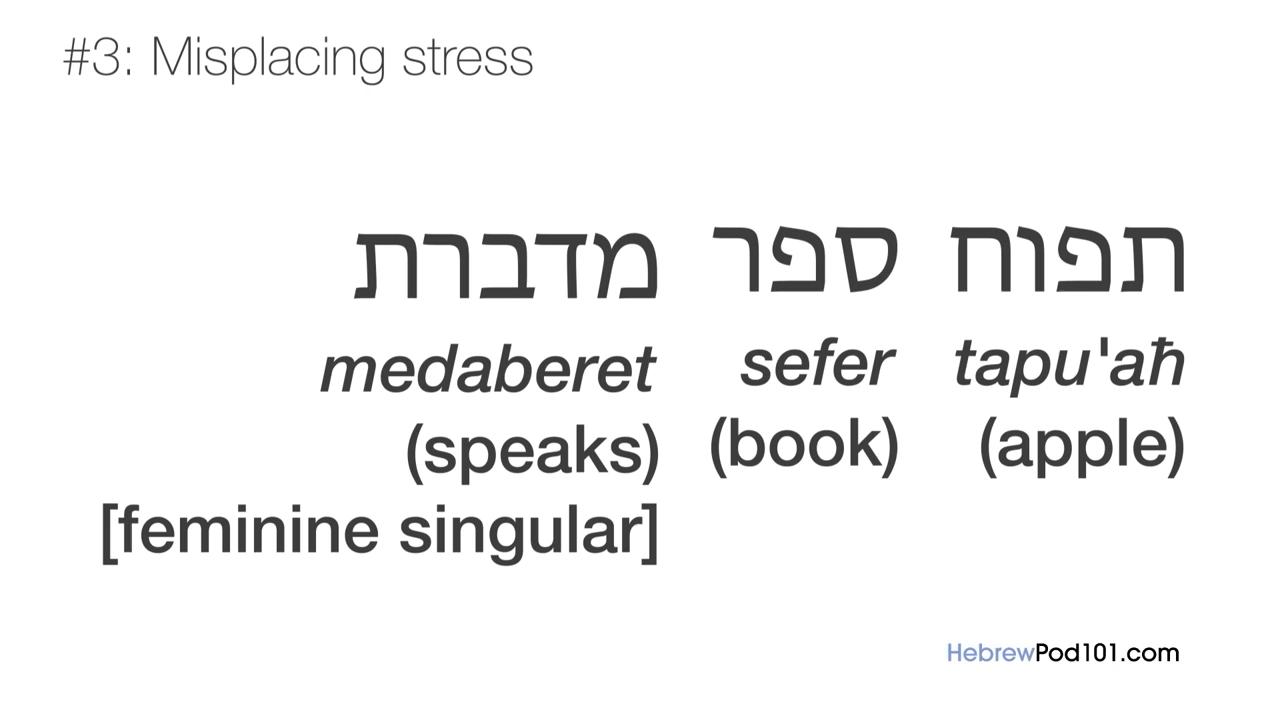 #3: Misplacing stress
תפוח ספר מדברת
medaberet sefer tapu'aħ
(speaks) (book) (apple)
[feminine singular]
HebrewPod101.com